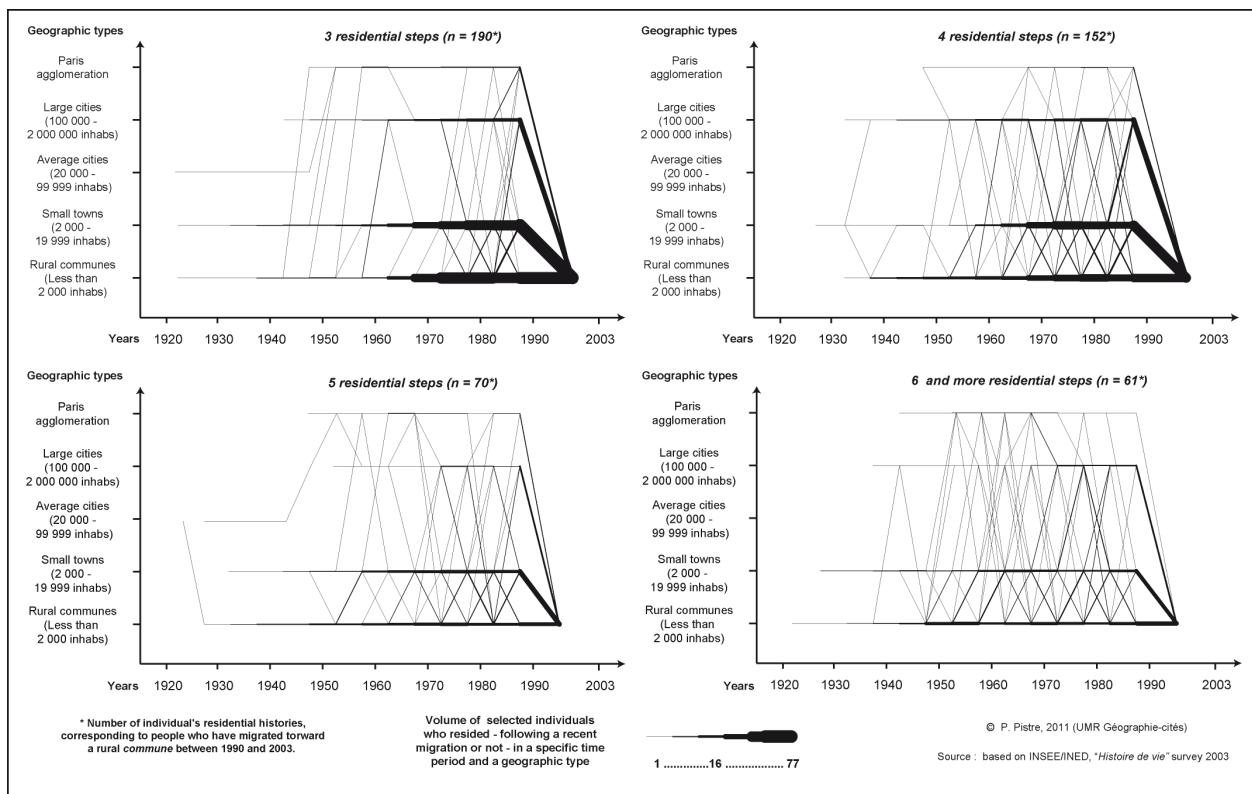 Geographic types
3 residential steps (n = 190*)
Paris
agglomeration
Large cities
(100 000 -
2 000 000 inhabs)
Average cities
(20 000 -
99 999 inhabs)
Small towns
(2 000 -
19 999 inhabs)
Rural communes
(Less than
2 000 inhabs)
Years 1920 1930 1940 1950 1960 1970 1980 1990 2003
Geographic types
4 residential steps (n = 152*)
Paris
agglomeration
Large cities
(100 000 -
2 000 000 inhabs)
Average cities
(20 000 -
99 999 inhabs)
Small towns
(2 000 -
19 999 inhabs)
Rural communes
(Less than
2 000 inhabs)
Years 1920 1930 1940 1950 1960 1970 1980 1990 2003
Geographic types
5 residential steps (n = 70*)
Paris
agglomeration
Large cities
(100 000 -
2 000 000 inhabs)
Average cities
(20 000 -
99 999 inhabs)
Small towns
(2 000 -
19 999 inhabs)
Rural communes
(Less than
2 000 inhabs)
Years 1920 1930 1940 1950 1960 1970 1980 1990 2003
Geographic types
6 and more residential steps (n = 61*)
Paris
agglomeration
Large cities
(100 000 -
2 000 000 inhabs)
Average cities
(20 000 -
99 999 inhabs)
Small towns
(2 000 -
19 999 inhabs)
Rural communes
(Less than
2 000 inhabs)
Years 1920 1930 1940 1950 1960 1970 1980 1990 2003
* Number of individual's residential histories,
corresponding to people who have migrated toward
a rural commune between 1990 and 2003.
Volume of selected individuals
who resided - following a recent
migration or not - in a specific time
period and a geographic type
1 .............16 ................... 77
© P. Pistre, 2011 (UMR Géographie-cités)
Source : based on INSEE/INED, "Histoire de vie" survey 2003